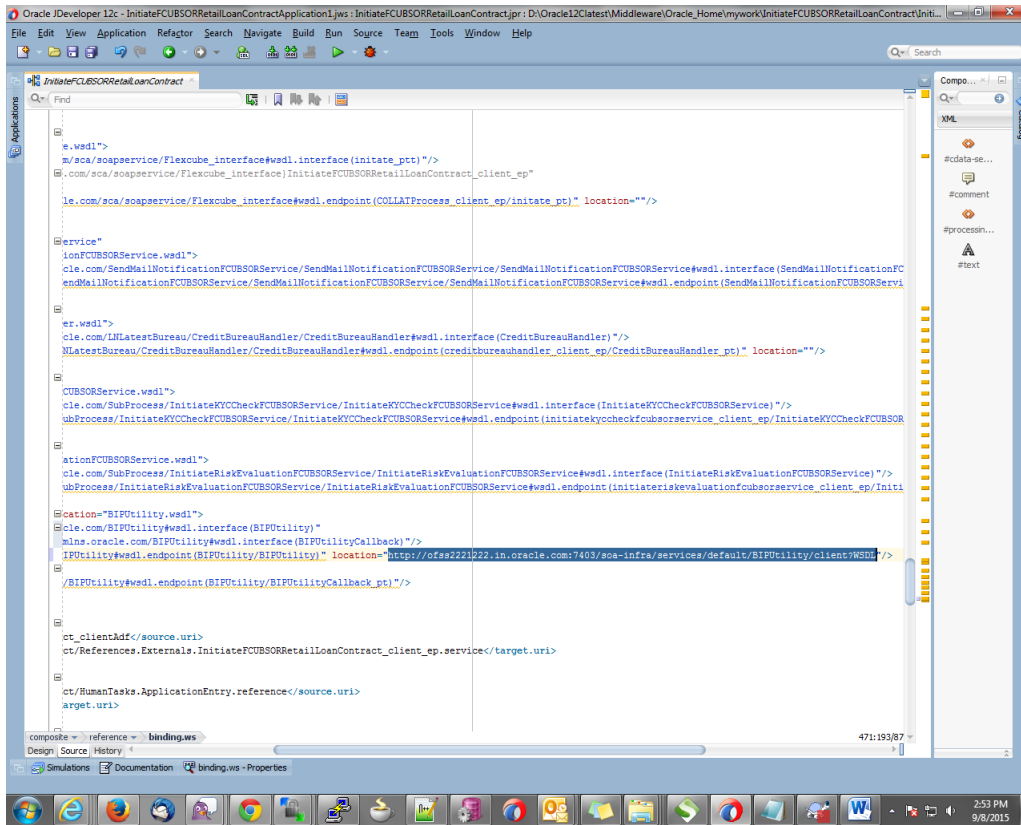 Oracle JDeveloper 12c - InitiateFCUBSORRetailLoanContractApplication1.jws : InitiateFCUBSORRetailLoanContract.jpr : D:\Oracle12Clatest\Middleware\Oracle_Home\mywork\InitiateFCUBSORRetailLoanContract\Initi...
File Edit View Application Refactor Search Navigate Build Run Source Team Tools Window Help
Search
InitiateFCUBSORRetailLoanContract
Compo...
Find
Applications
XML
e.wsdl">
m/sca/soapservice/Flexcube_interface#wsdl.interface(initate_ptt)"/>
.com/sca/soapservice/Flexcube_interface}InitiateFCUBSORRetailLoanContract_client_ep"
le.com/sca/soapservice/Flexcube_interface#wsdl.endpoint(COLLATProcess_client_ep/initate_pt)" location=""/>
#cdata-se...
#comment
#processin...
#text
ervice"
ionFCUBSORService.wsdl">
cle.com/SendMailNotificationFCUBSORService/SendMailNotificationFCUBSORService/SendMailNotificationFCUBSORService#wsdl.interface(SendMailNotificationFC
endMailNotificationFCUBSORService/SendMailNotificationFCUBSORService/SendMailNotificationFCUBSORService#wsdl.endpoint(SendMailNotificationFCUBSORServi
er.wsdl">
cle.com/LNLatestBureau/CreditBureauHandler/CreditBureauHandler#wsdl.interface(CreditBureauHandler)"/>
NLatestBureau/CreditBureauHandler/CreditBureauHandler#wsdl.endpoint(creditbureauhandler_client_ep/CreditBureauHandler_pt)" location=""/>
CUBSORService.wsdl">
cle.com/SubProcess/InitiateKYCCheckFCUBSORService/InitiateKYCCheckFCUBSORService#wsdl.interface(InitiateKYCCheckFCUBSORService)"/>
ubProcess/InitiateKYCCheckFCUBSORService/InitiateKYCCheckFCUBSORService#wsdl.endpoint(initiatekyccheckfcubsorservice_client_ep/InitiateKYCCheckFCUBSOR
ationFCUBSORService.wsdl">
cle.com/SubProcess/InitiateRiskEvaluationFCUBSORService/InitiateRiskEvaluationFCUBSORService#wsdl.interface(InitiateRiskEvaluationFCUBSORService)"/>
ubProcess/InitiateRiskEvaluationFCUBSORService/InitiateRiskEvaluationFCUBSORService#wsdl.endpoint(initiateriskevaluationfcubsorservice_client_ep/Initi
cation="BIPUtility.wsdl">
cle.com/BIPUtility#wsdl.interface(BIPUtility)"
mlns.oracle.com/BIPUtility#wsdl.interface(BIPUtilityCallback)"/>
IPUtility#wsdl.endpoint(BIPUtility/BIPUtility)" location="http://ofss2221222.in.oracle.com:7403/soa-infra/services/default/BIPUtility/client?WSDL"/>
/BIPUtility#wsdl.endpoint(BIPUtility/BIPUtilityCallback_pt)"/>
ct_clientAdf</source.uri>
ct/References.Externals.InitiateFCUBSORRetailLoanContract_client_ep.service</target.uri>
ct/HumanTasks.ApplicationEntry.reference</source.uri>
arget.uri>
composite reference binding.ws 471:193/87
Design Source History
Simulations Documentation binding.ws - Properties
2:53 PM
9/8/2015